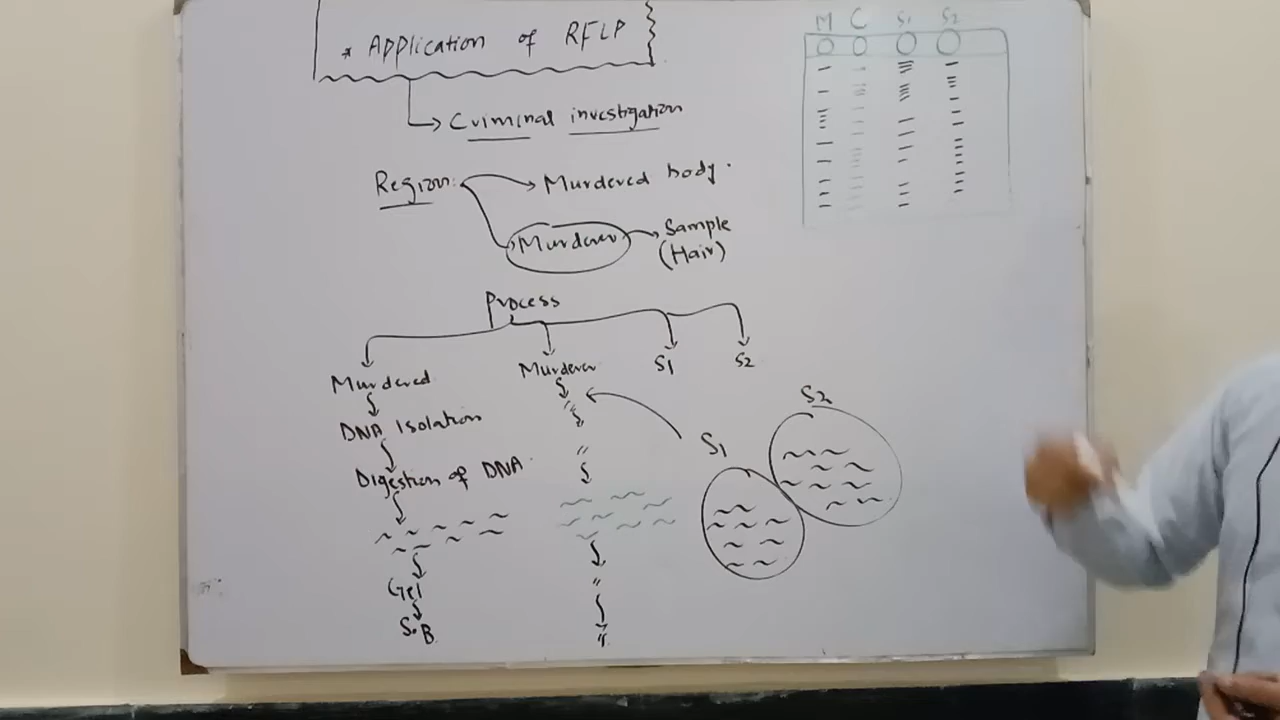 * Application of RFLP
M C S1 S2
Criminal investigation
Region: Murdered body.
Murderer Sample
(Hair)
Process
Murdered Murderer S1 S2
DNA Isolation "
Digestion of DNA "
S1 S2
Gel "
S.B "